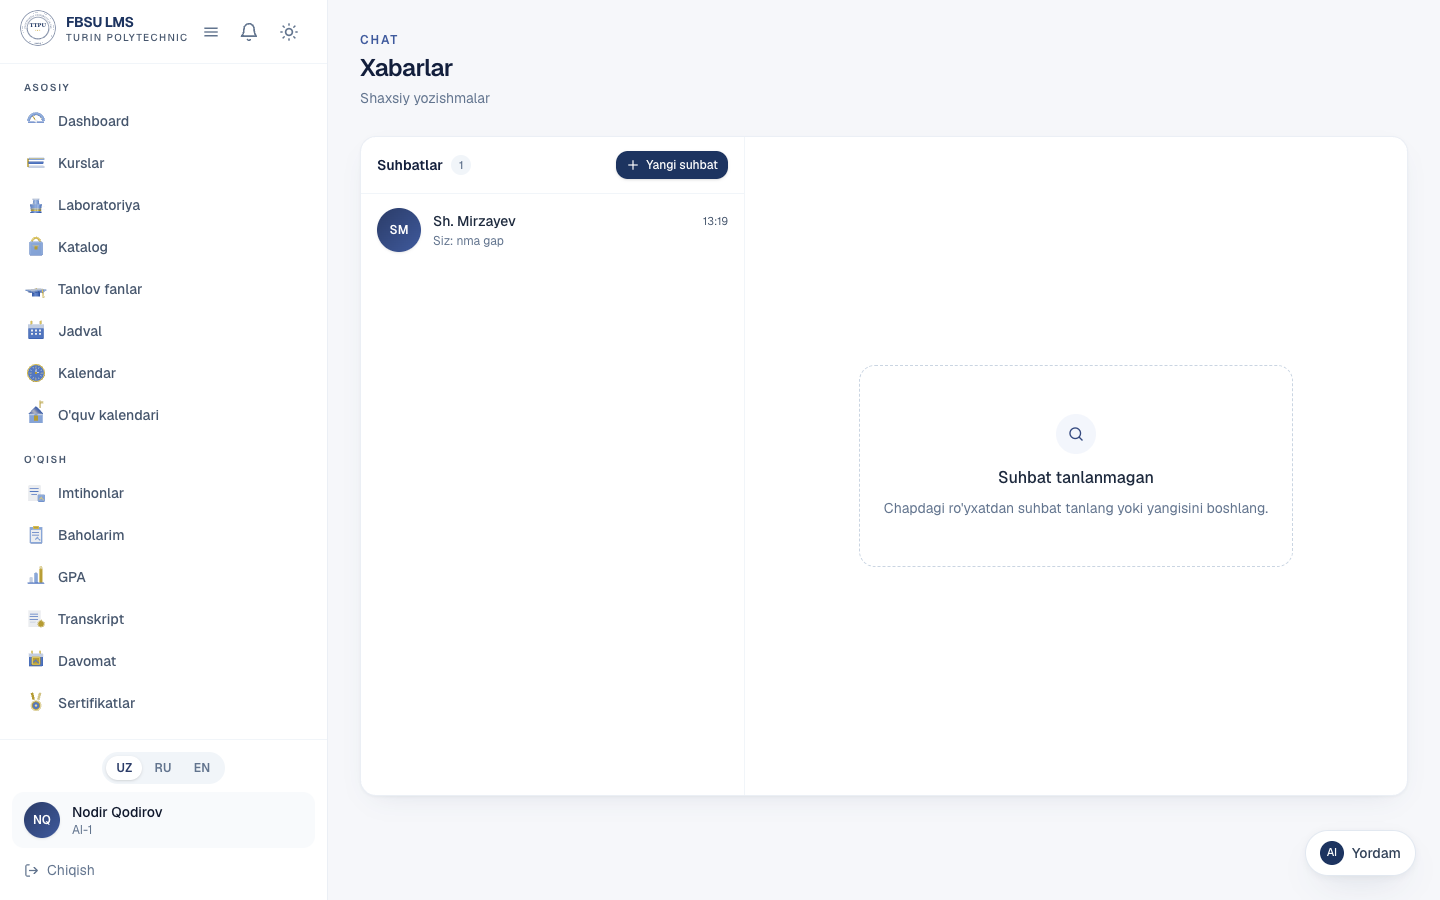 TTPU
FBSU LMS
TURIN POLYTECHNIC
ASOSIY
Dashboard
Kurslar
Laboratoriya
Katalog
Tanlov fanlar
Jadval
Kalendar
O'quv kalendari
O'QISH
Imtihonlar
Baholarim
GPA
Transkript
Davomat
Sertifikatlar
UZ RU EN
NQ
Nodir Qodirov
AI-1
Chiqish
CHAT
Xabarlar
Shaxsiy yozishmalar
Suhbatlar 1
Yangi suhbat
SM
Sh. Mirzayev 13:19
Siz: nma gap
Suhbat tanlanmagan
Chapdagi ro'yxatdan suhbat tanlang yoki yangisini boshlang.
AI Yordam